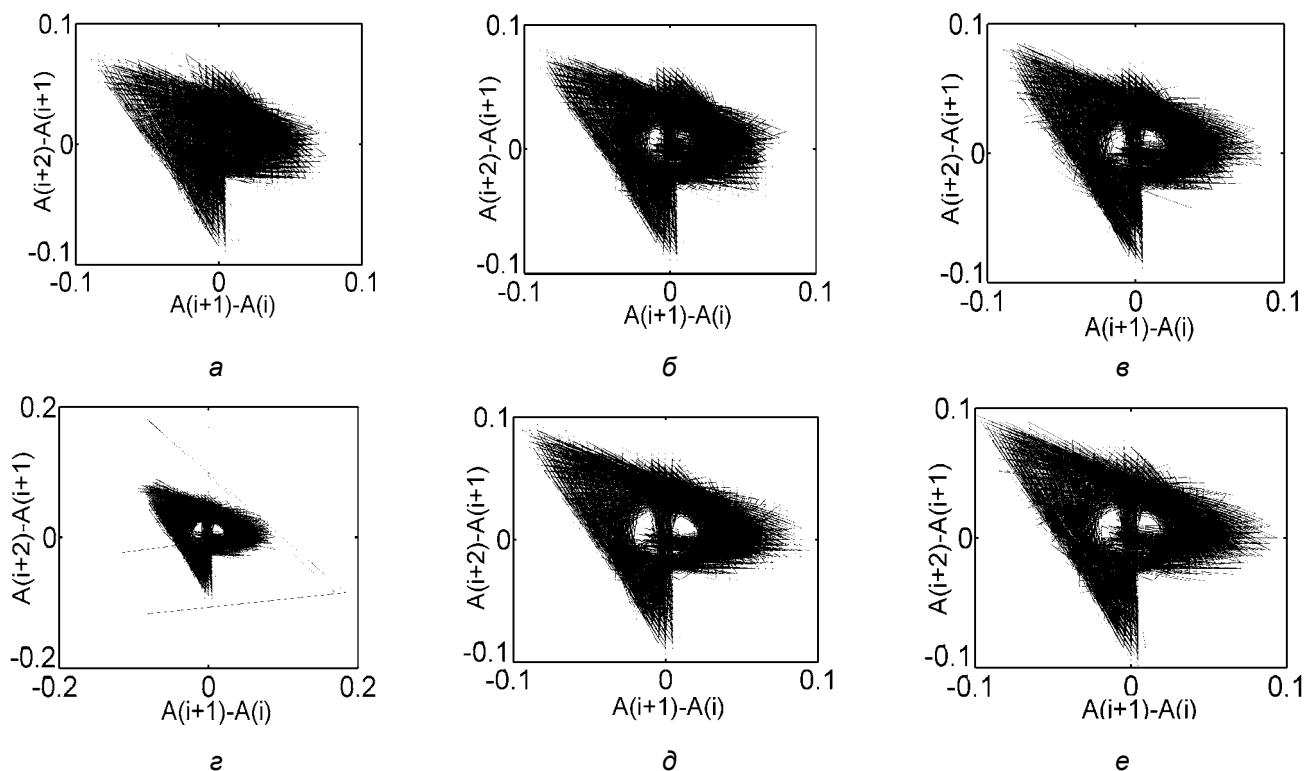 0.1
A(i+2)-A(i+1)
0
-0.1
-0.1
0
0.1
A(i+1)-A(i)
а
0.1
A(i+2)-A(i+1)
0
-0.1
-0.1
0
0.1
A(i+1)-A(i)
б
0.1
A(i+2)-A(i+1)
0
-0.1
-0.1
0
0.1
A(i+1)-A(i)
в
0.2
A(i+2)-A(i+1)
0
-0.2
-0.2
0
0.2
A(i+1)-A(i)
г
0.1
A(i+2)-A(i+1)
0
-0.1
-0.1
0
0.1
A(i+1)-A(i)
д
0.1
A(i+2)-A(i+1)
0
-0.1
-0.1
0
0.1
A(i+1)-A(i)
е